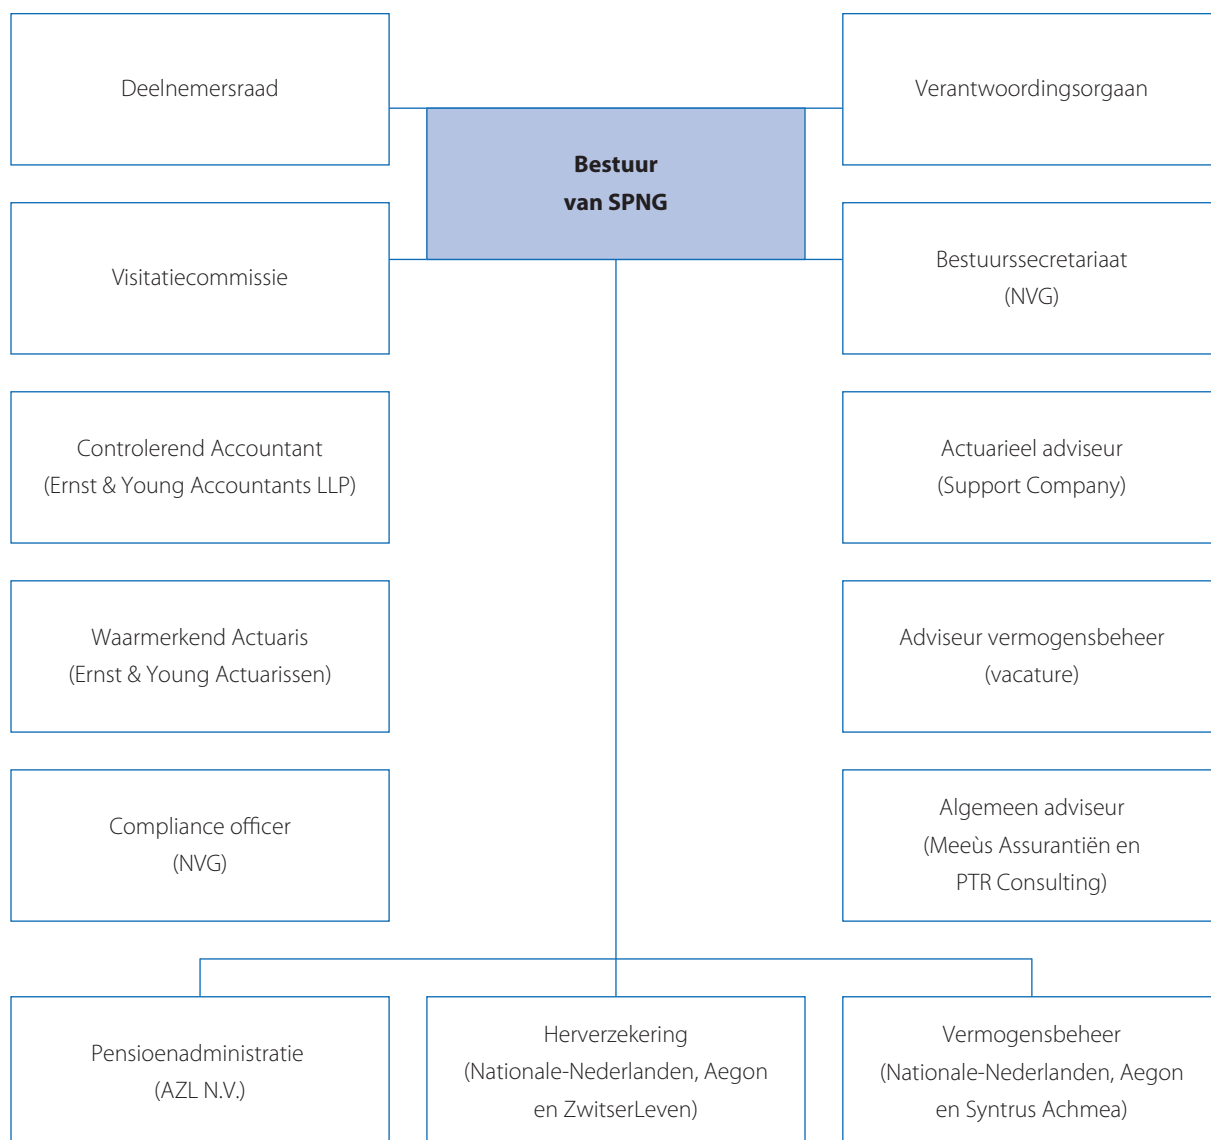 Deelnemersraad
Verantwoordingsorgaan
Bestuur
van SPNG
Visitatiecommissie
Bestuurssecretariaat
(NVG)
Controlerend Accountant
(Ernst & Young Accountants LLP)
Actuarieel adviseur
(Support Company)
Waarmerkend Actuaris
(Ernst & Young Actuarissen)
Adviseur vermogensbeheer
(vacature)
Compliance officer
(NVG)
Algemeen adviseur
(Meeùs Assurantiën en
PTR Consulting)
Pensioenadministratie
(AZL N.V.)
Herverzekering
(Nationale-Nederlanden, Aegon
en ZwitserLeven)
Vermogensbeheer
(Nationale-Nederlanden, Aegon
en Syntrus Achmea)